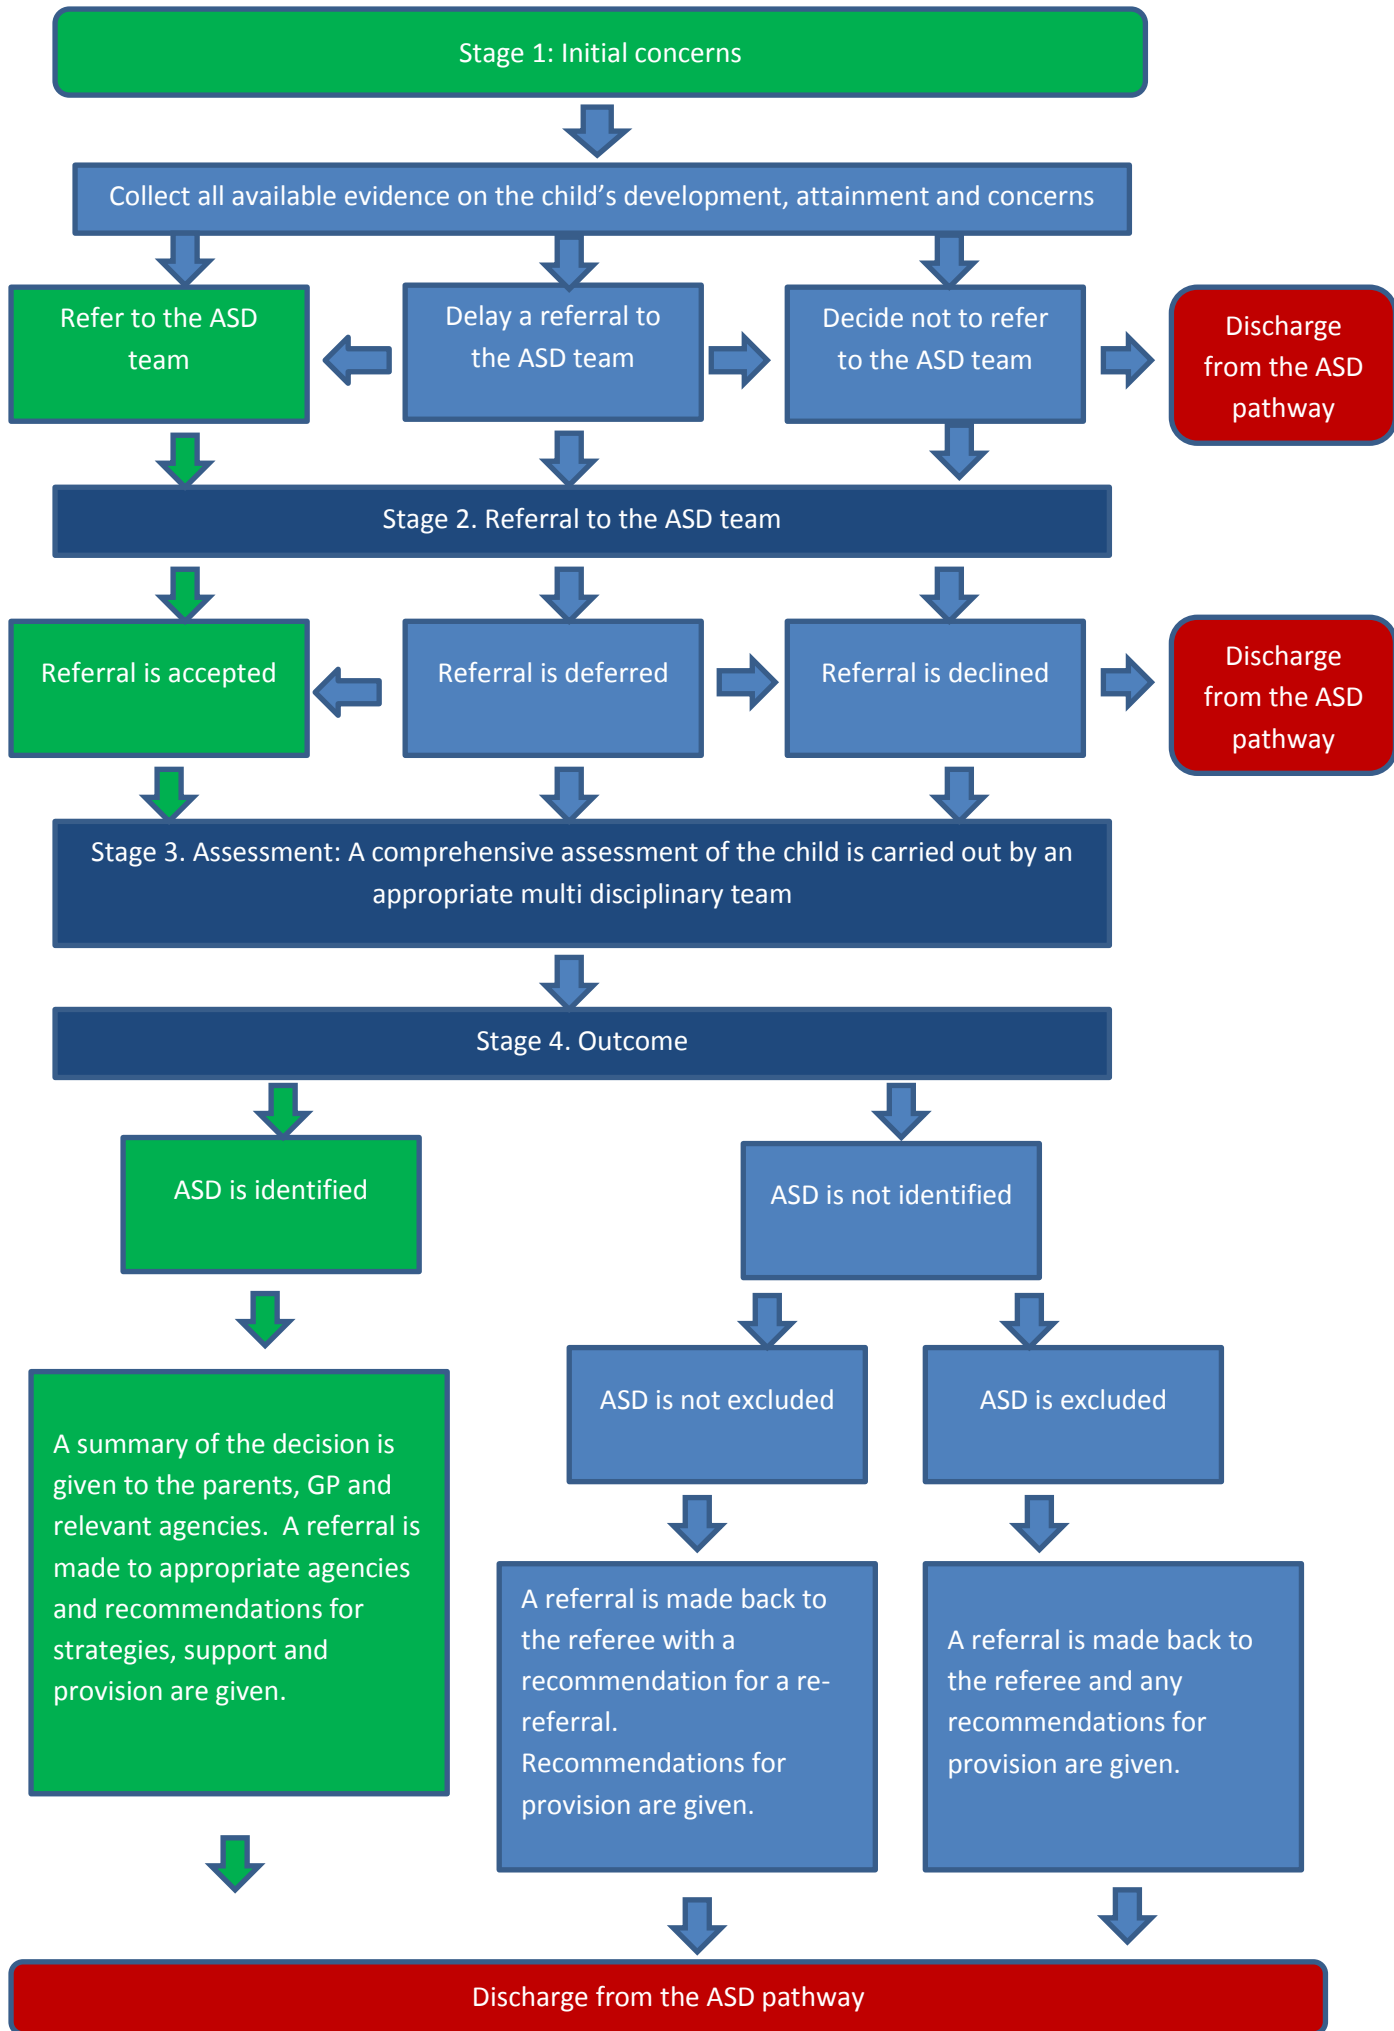 Stage 1: Initial concerns
Collect all available evidence on the child’s development, attainment and concerns
Refer to the ASD
team
Delay a referral to
the ASD team
Decide not to refer
to the ASD team
Discharge
from the ASD
pathway
Stage 2. Referral to the ASD team
Referral is accepted
Referral is deferred
Referral is declined
Discharge
from the ASD
pathway
Stage 3. Assessment: A comprehensive assessment of the child is carried out by an
appropriate multi disciplinary team
Stage 4. Outcome
ASD is identified
ASD is not identified
ASD is not excluded
ASD is excluded
A summary of the decision is
given to the parents, GP and
relevant agencies.  A referral is
made to appropriate agencies
and recommendations for
strategies, support and
provision are given.
A referral is made back to
the referee with a
recommendation for a re-
referral.
Recommendations for
provision are given.
A referral is made back to
the referee and any
recommendations for
provision are given.
Discharge from the ASD pathway